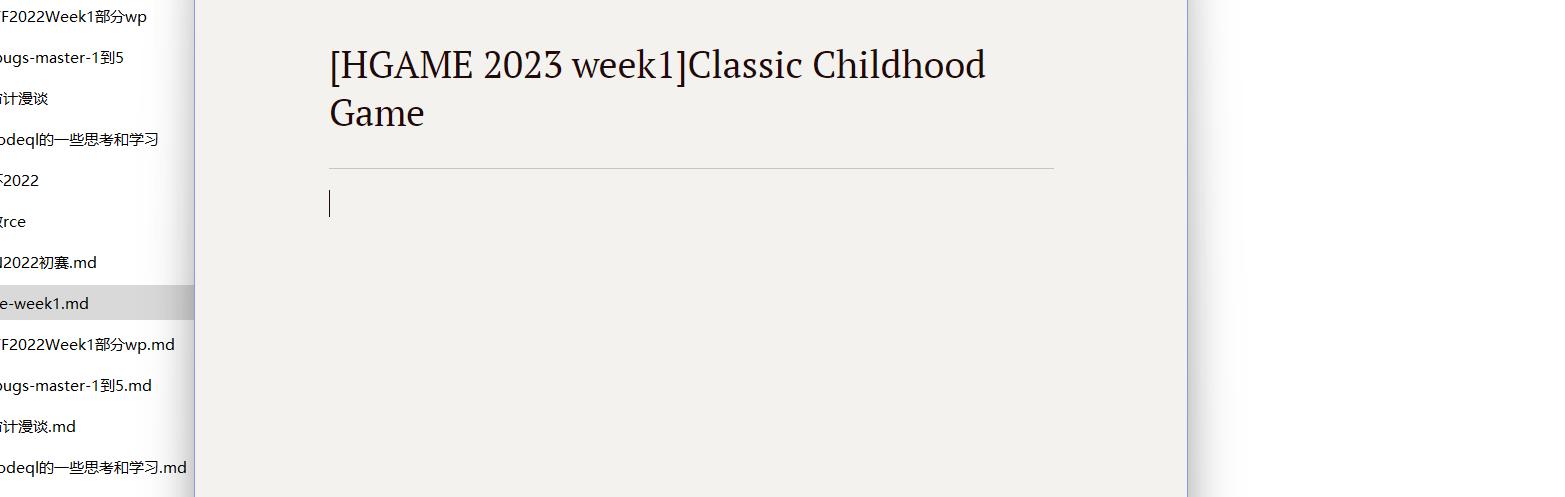 F2022Week1部分wp
bugs-master-1到5
计漫谈
odeql的一些思考和学习
2022
rce
2022初赛.md
e-week1.md
F2022Week1部分wp.md
bugs-master-1到5.md
计漫谈.md
odeql的一些思考和学习.md
[HGAME 2023 week1]Classic Childhood
Game